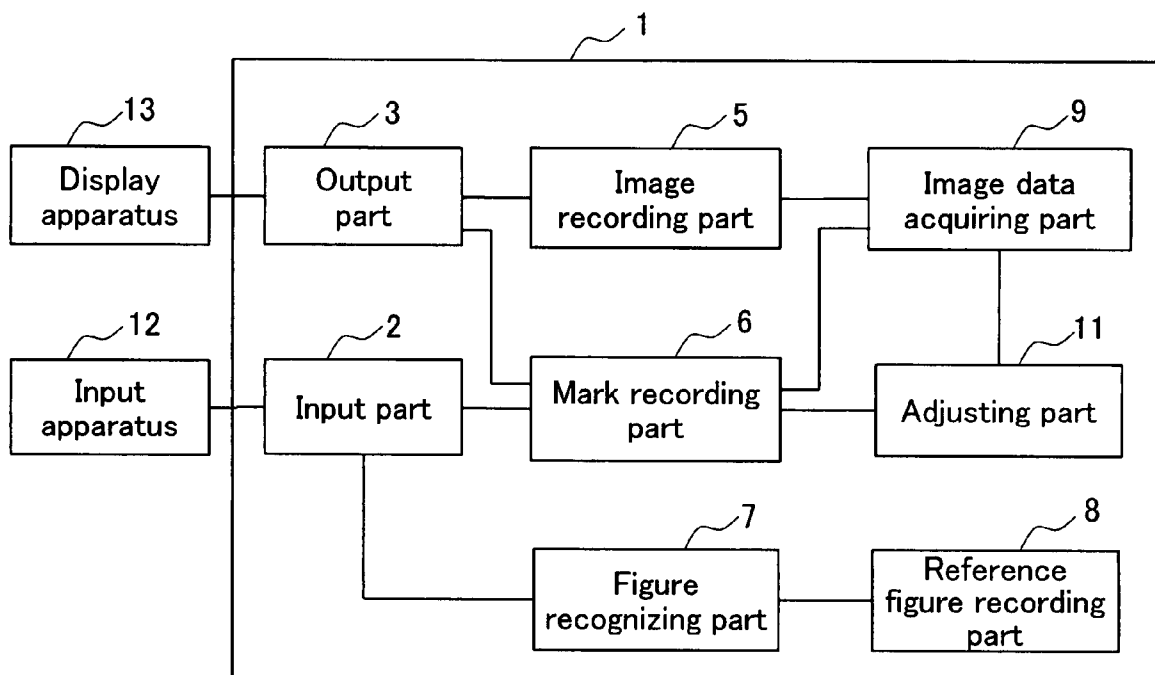 1
13
3
5
9
Display
apparatus
Output
part
Image
recording part
Image data
acquiring part
12
2
6
11
Input
apparatus
Input part
Mark recording
part
Adjusting part
7
8
Figure
recognizing part
Reference
figure recording
part